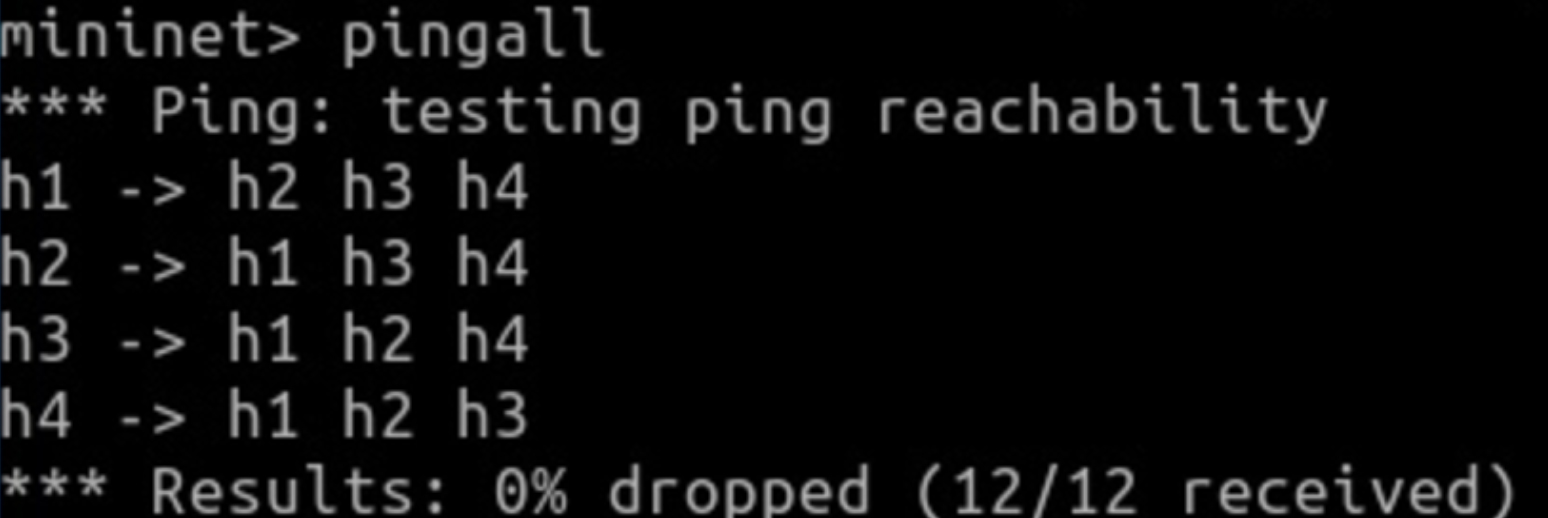 mininet> pingall
*** Ping: testing ping reachability
h1 -> h2 h3 h4
h2 -> h1 h3 h4
h3 -> h1 h2 h4
h4 -> h1 h2 h3
*** Results: 0% dropped (12/12 received)